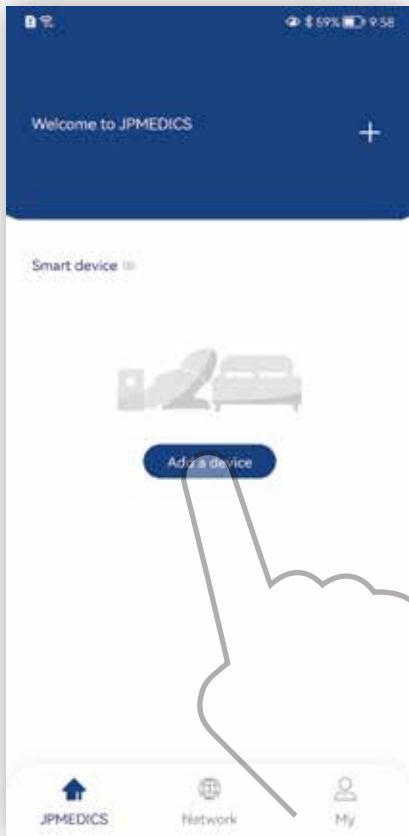 59% 9:58
Welcome to JPMEDICS
+
Smart device
Add a device
JPMEDICS
Network
My